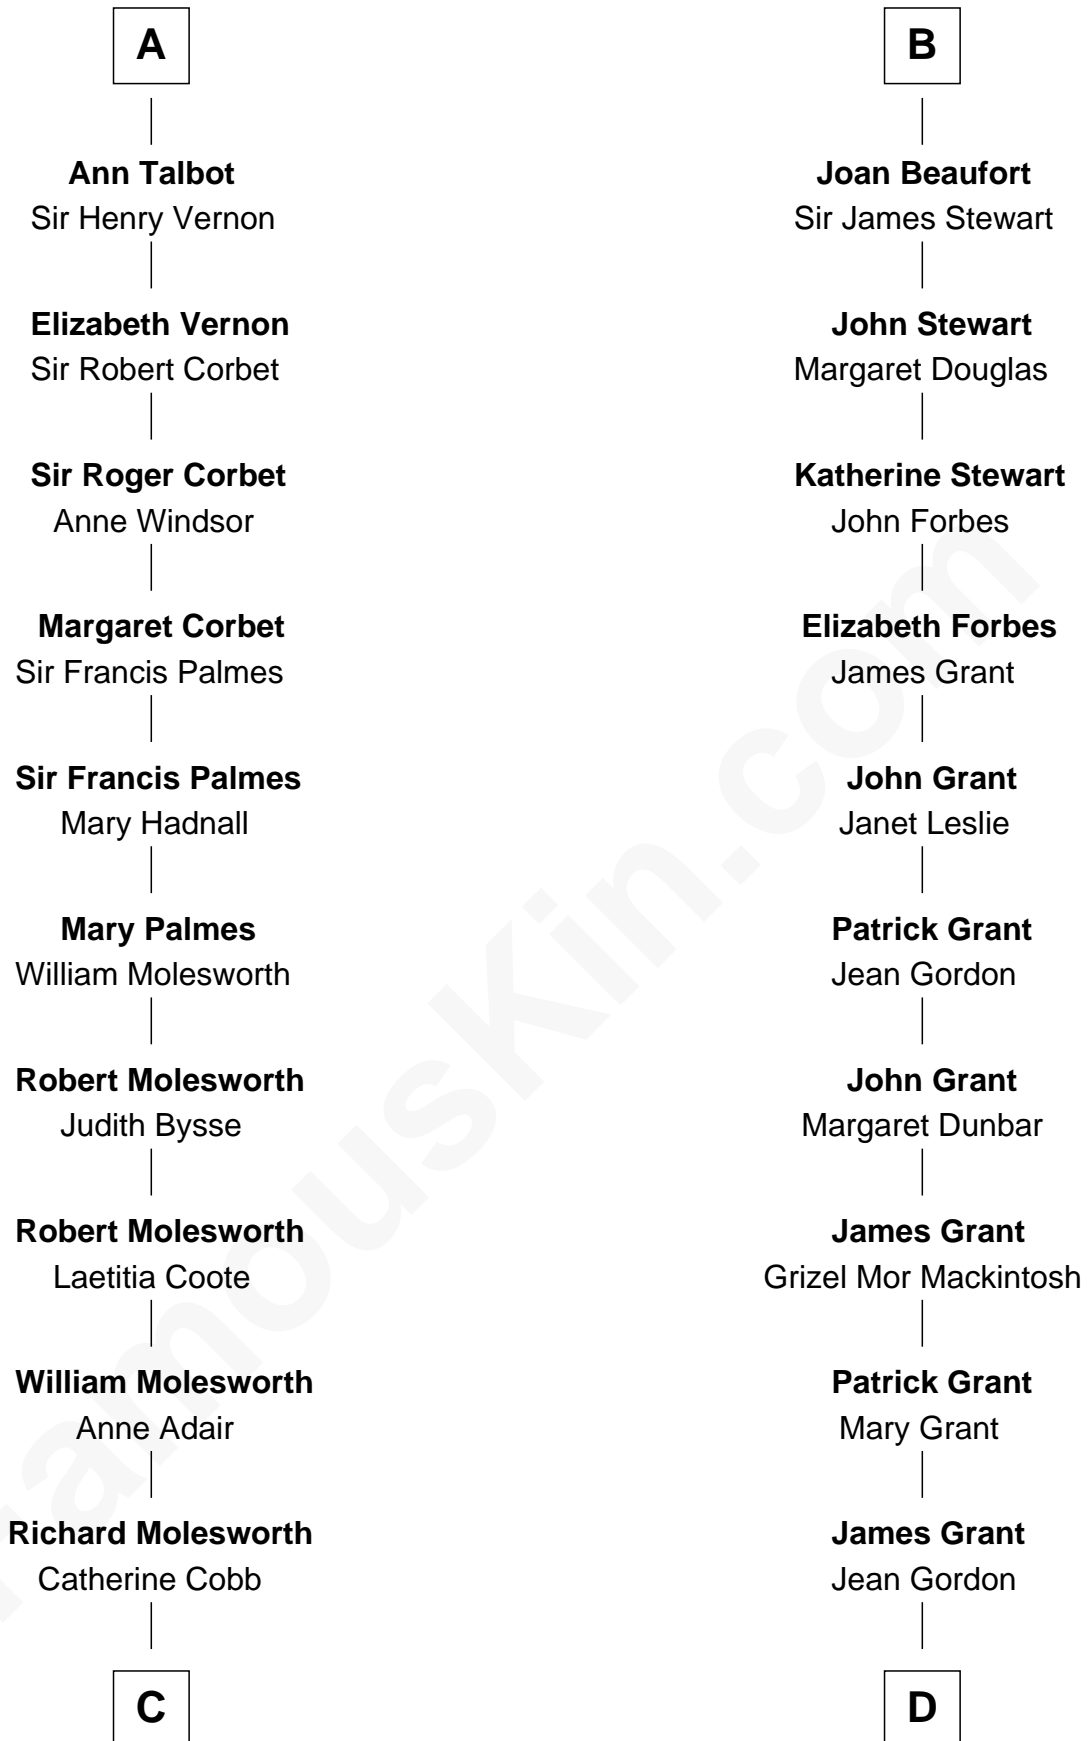 A
Ann Talbot
Sir Henry Vernon
Elizabeth Vernon
Sir Robert Corbet
Sir Roger Corbet
Anne Windsor
Margaret Corbet
Sir Francis Palmes
Sir Francis Palmes
Mary Hadnall
Mary Palmes
William Molesworth
Robert Molesworth
Judith Bysse
Robert Molesworth
Laetitia Coote
William Molesworth
Anne Adair
Richard Molesworth
Catherine Cobb
C
B
Joan Beaufort
Sir James Stewart
John Stewart
Margaret Douglas
Katherine Stewart
John Forbes
Elizabeth Forbes
James Grant
John Grant
Janet Leslie
Patrick Grant
Jean Gordon
John Grant
Margaret Dunbar
James Grant
Grizel Mor Mackintosh
Patrick Grant
Mary Grant
James Grant
Jean Gordon
D
FamousKin.com